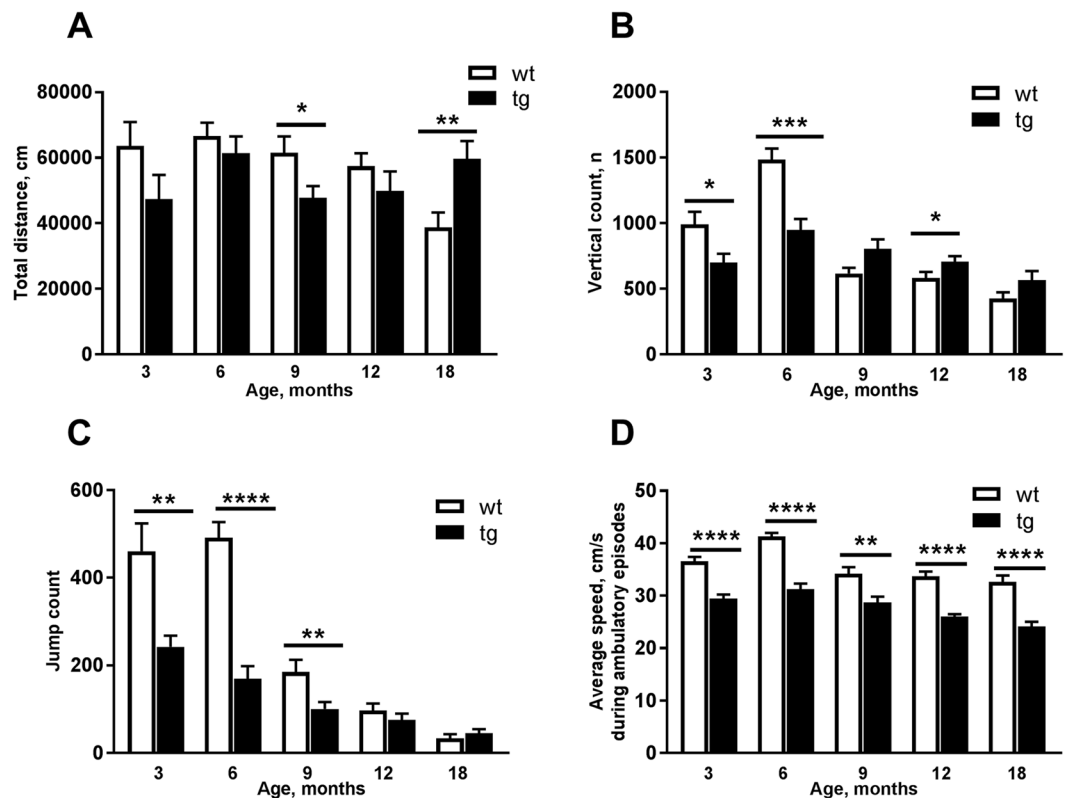 A
wt
tg
Total distance, cm
80000
60000
40000
20000
0
*
**
3 6 9 12 18
Age, months
B
wt
tg
Vertical count, n
2000
1500
1000
500
0
*
***
*
3 6 9 12 18
Age, months
C
wt
tg
Jump count
600
400
200
0
**
****
**
3 6 9 12 18
Age, months
D
wt
tg
Average speed, cm/s
during ambulatory episodes
50
40
30
20
10
0
****
****
**
****
****
3 6 9 12 18
Age, months